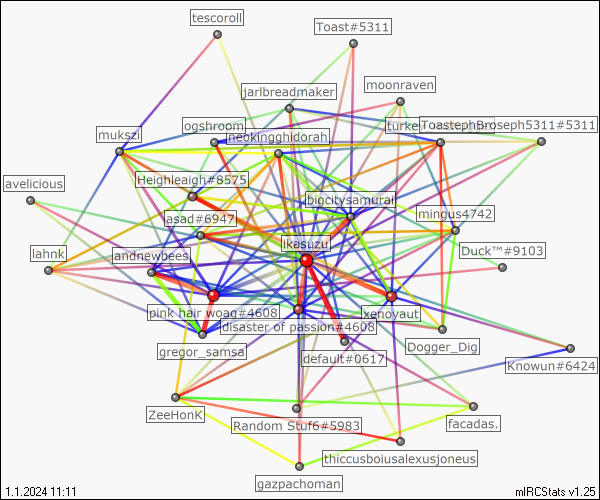 tescoroll
Toast#5311
jarlbreadmaker
moonraven
ogshroom
turke
ToastephBroseph5311#5311
mukszi
neokingghidorah
Heighleaigh#8575
avelicious
bigcitysamurai
asad#6947
mingus4742
ikasuzu
Duck™#9103
lahnk
andnewbees
pink hair woag#4608
xenoyaut
disaster of passion#4608
gregor_samsa
default#0617
Dogger_Dig
Knowun#6424
ZeeHonK
Random Stuf6#5983
facadas.
thiccusboiusalexusjoneus
gazpachoman
1.1.2024 11:11
mIRCStats v1.25